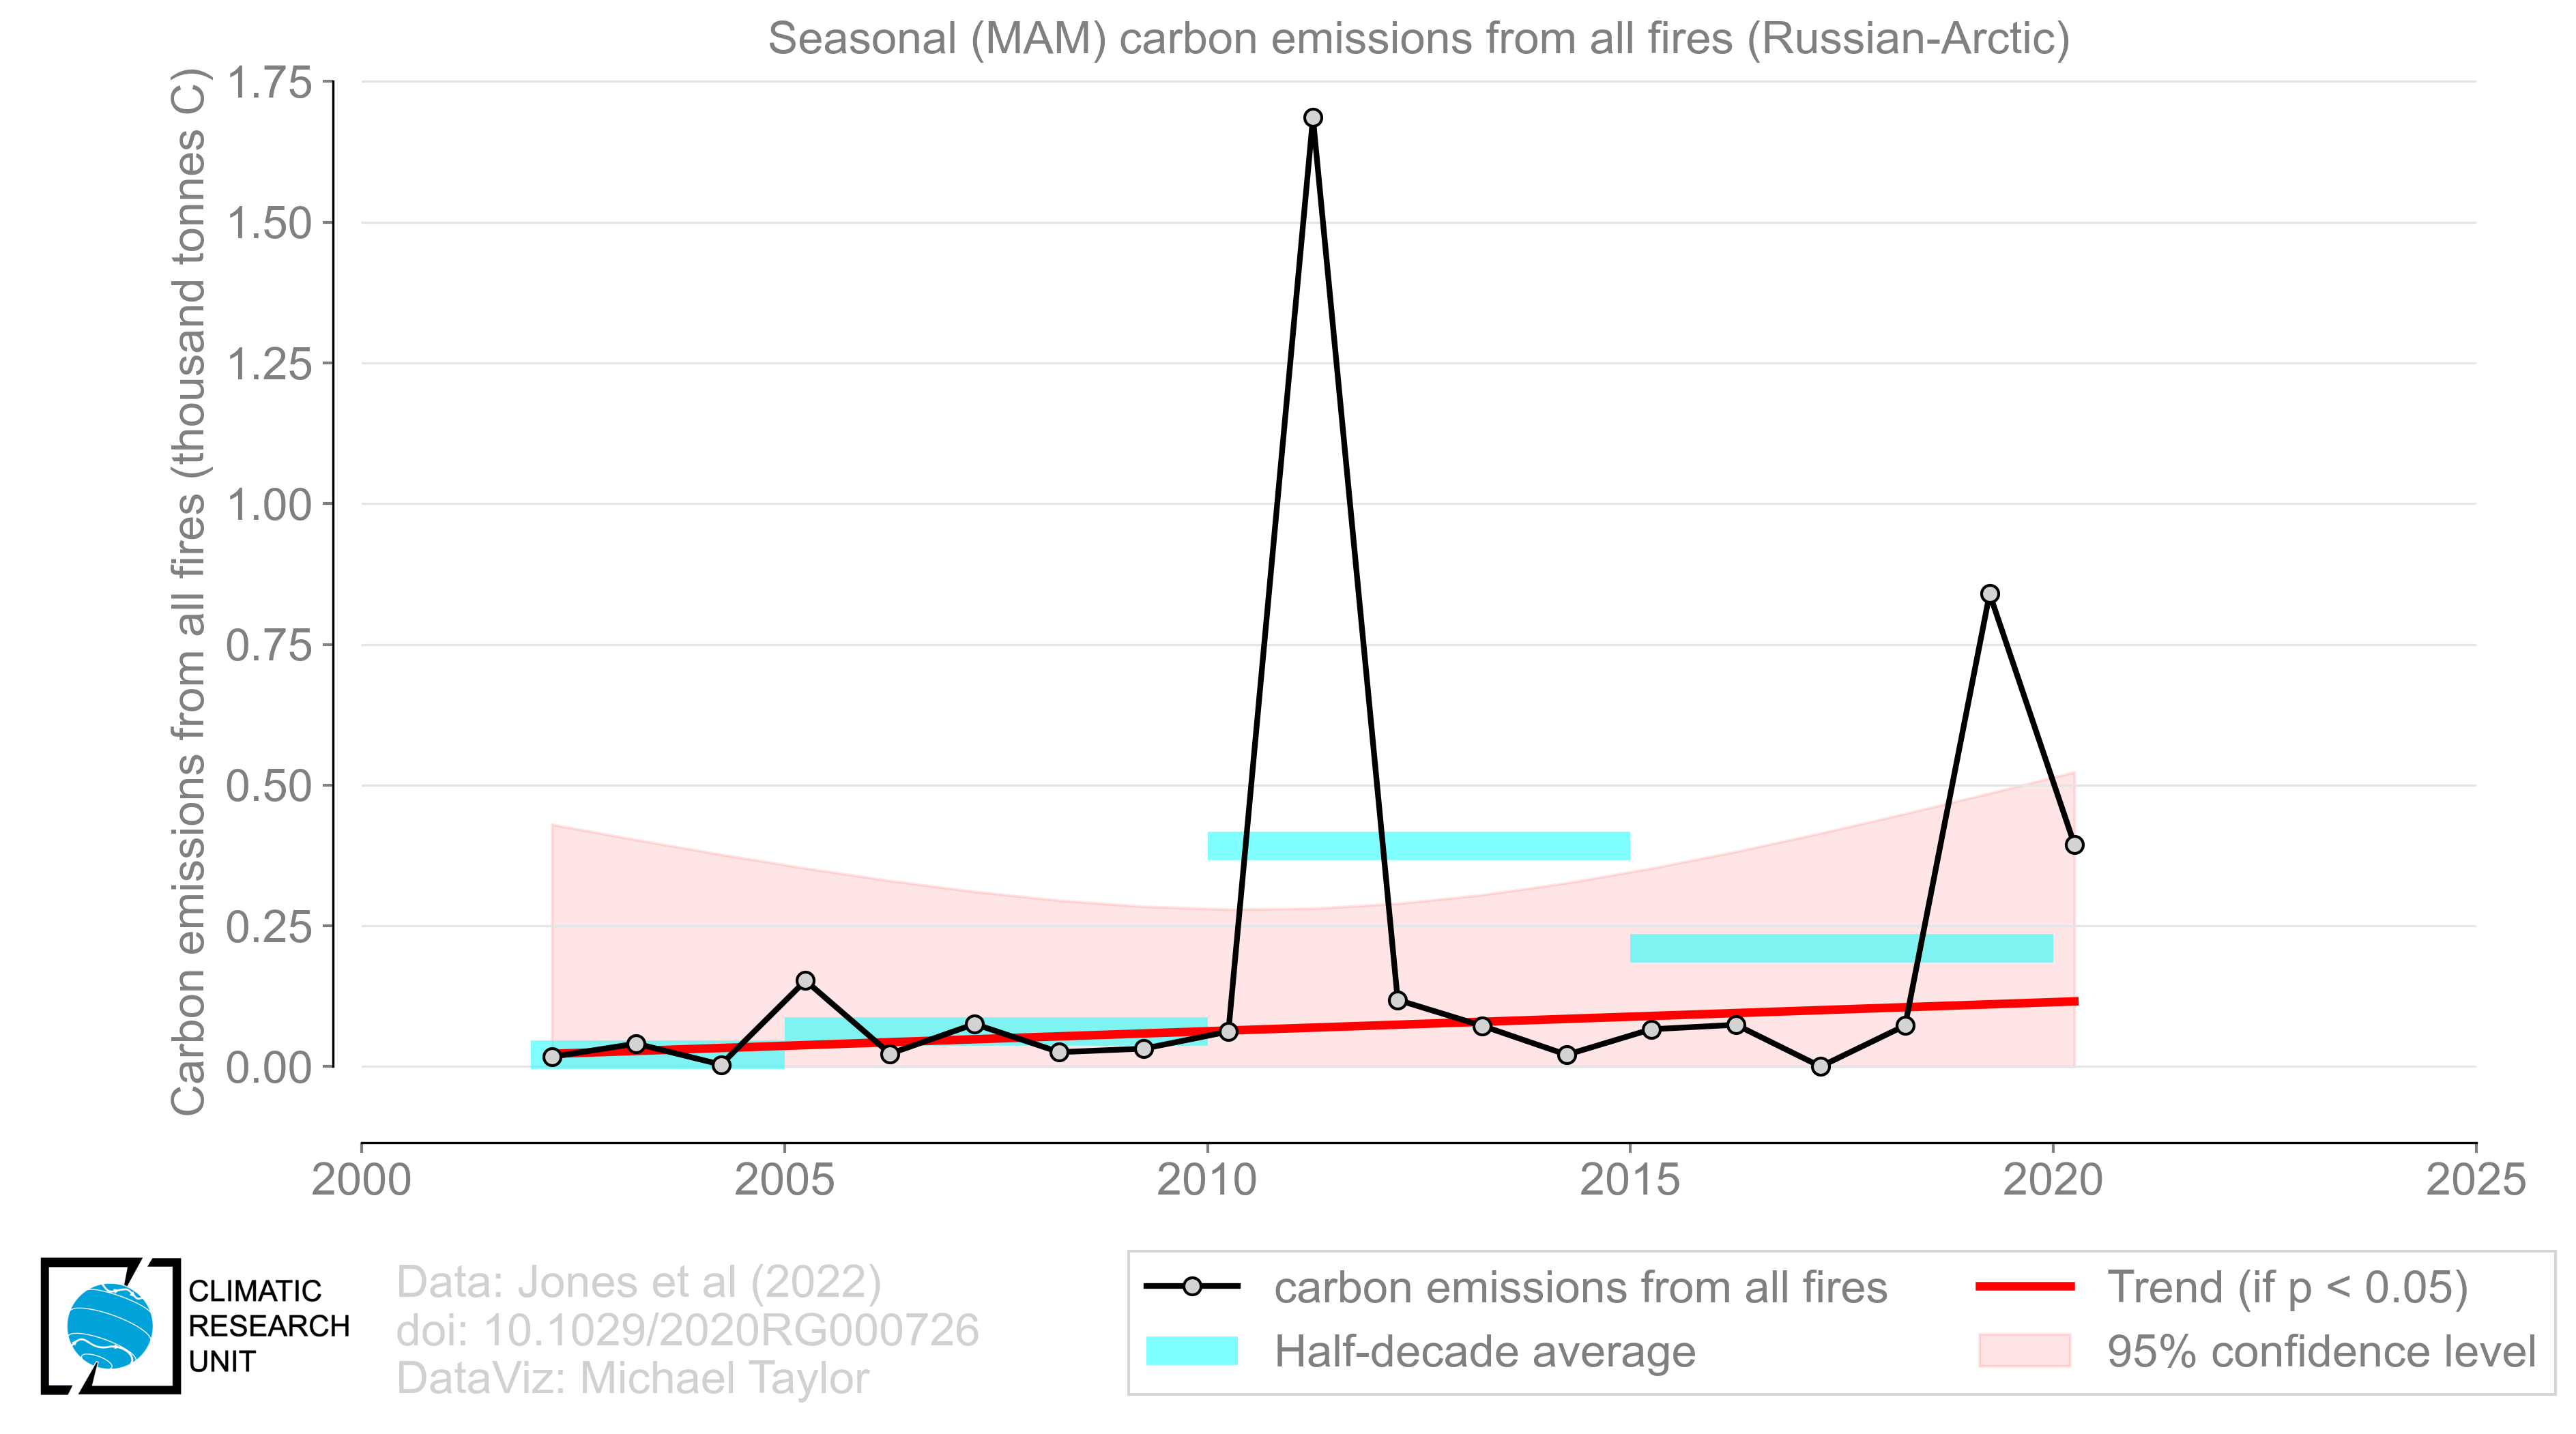 Seasonal (MAM) carbon emissions from all fires (Russian-Arctic)
Carbon emissions from all fires (thousand tonnes C)
1.75
1.50
1.25
1.00
0.75
0.50
0.25
0.00
2000
2005
2010
2015
2020
2025
CLIMATIC
RESEARCH
UNIT
Data: Jones et al (2022)
doi: 10.1029/2020RG000726
DataViz: Michael Taylor
carbon emissions from all fires
Half-decade average
Trend (if p < 0.05)
95% confidence level